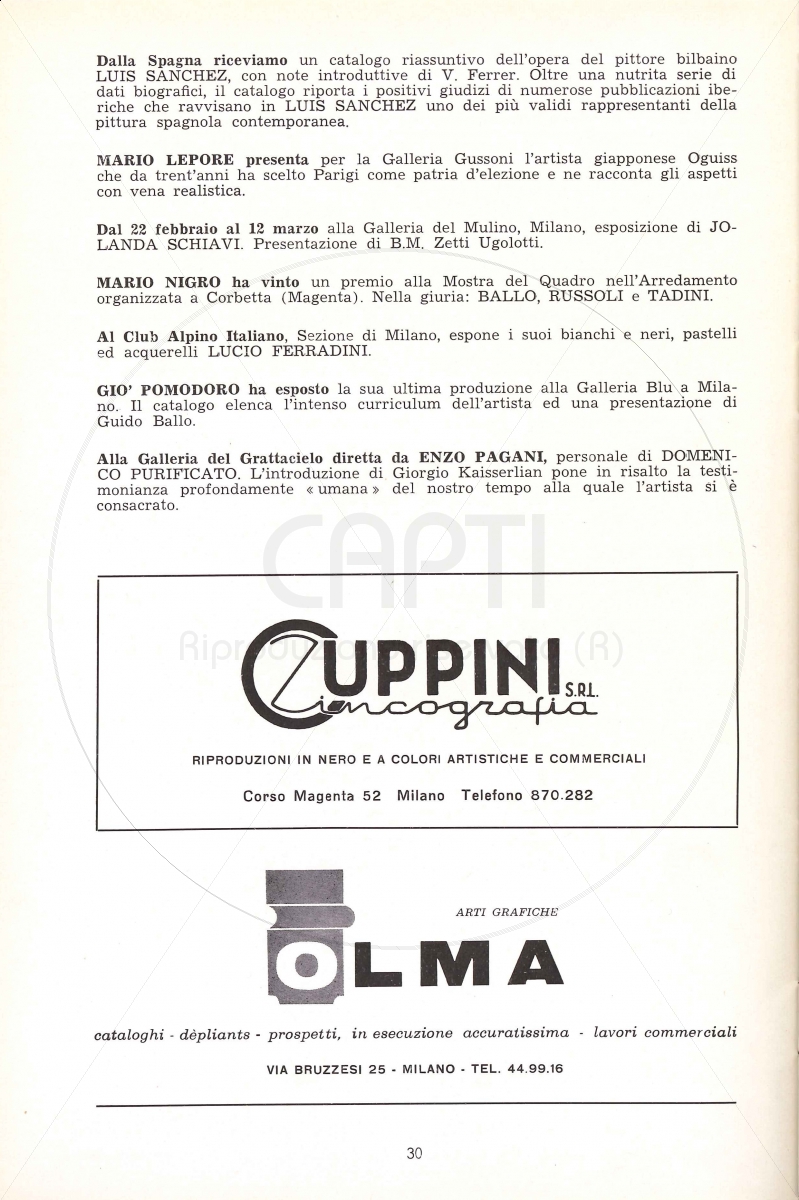 Dalla Spagna riceviamo un catalogo riassuntivo dell'opera del pittore bilbaino
LUIS SANCHEZ, con note introduttive di V. Ferrer. Oltre una nutrita serie di
dati biografici, il catalogo riporta i positivi giudizi di numerose pubblicazioni ibe-
riche che ravvisano in LUIS SANCHEZ uno dei più validi rappresentanti della
pittura spagnola contemporanea.
MARIO LEPORE presenta per la Galleria Gussoni l'artista giapponese Oguiss
che da trent'anni ha scelto Parigi come patria d'elezione e ne racconta gli aspetti
con vena realistica.
Dal 22 febbraio al 12 marzo alla Galleria del Mulino, Milano, esposizione di JO-
LANDA SCHIAVI. Presentazione di B.M. Zetti Ugolotti.
MARIO NIGRO ha vinto un premio alla Mostra del Quadro nell'Arredamento
organizzata a Corbetta (Magenta). Nella giuria: BALLO, RUSSOLI e TADINI.
Al Club Alpino Italiano, Sezione di Milano, espone i suoi bianchi e neri, pastelli
ed acquerelli LUCIO FERRADINI.
GIO' POMODORO ha esposto la sua ultima produzione alla Galleria Blu a Mila-
no. Il catalogo elenca l'intenso curriculum dell'artista ed una presentazione di
Guido Ballo.
Alla Galleria del Grattacielo diretta da ENZO PAGANI, personale di DOMENI-
CO PURIFICATO. L'introduzione di Giorgio Kaisserlian pone in risalto la testi-
monianza profondamente « umana » del nostro tempo alla quale l'artista si è
consacrato.
CAPTI
(R)
CUPPINI S.R.L.
Zincografia
RIPRODUZIONI IN NERO E A COLORI ARTISTICHE E COMMERCIALI
Corso Magenta 52 Milano Telefono 870.282
ARTI GRAFICHE
OLMA
cataloghi - dèpliants - prospetti, in esecuzione accuratissima - lavori commerciali
VIA BRUZZESI 25 - MILANO - TEL. 44.99.16
30